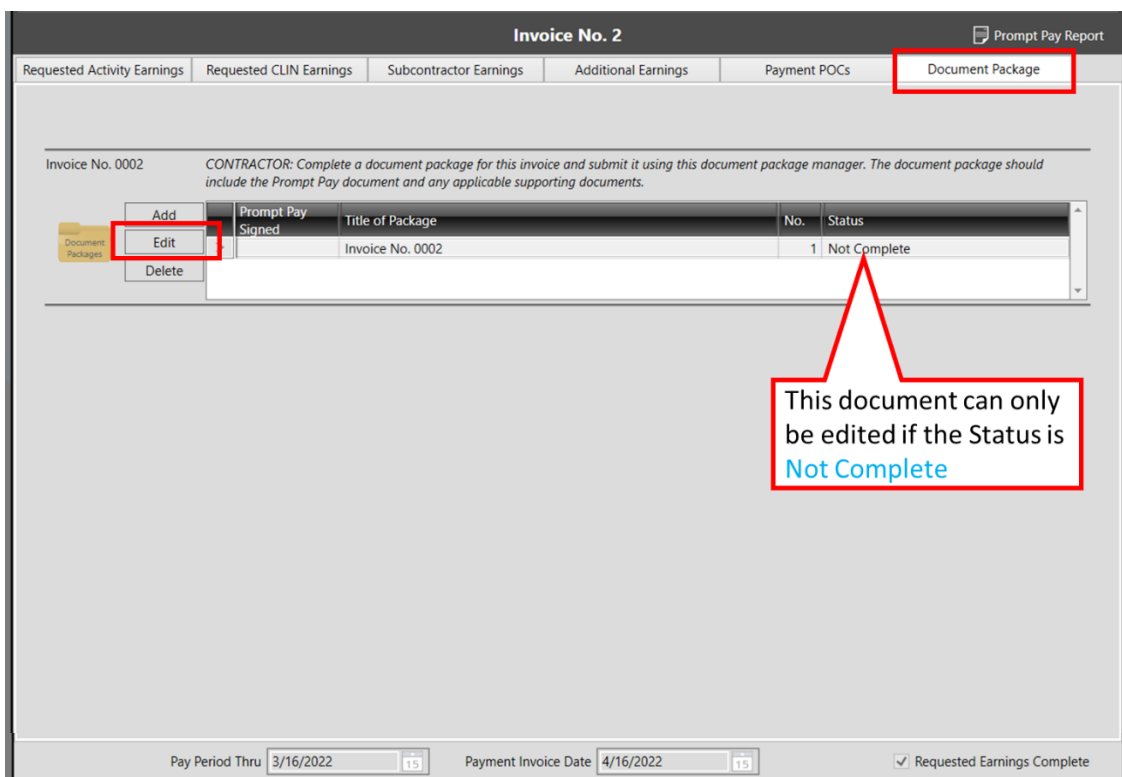 Invoice No. 2
Prompt Pay Report
Requested Activity Earnings
Requested CLIN Earnings
Subcontractor Earnings
Additional Earnings
Payment POCs
Document Package
Invoice No. 0002
CONTRACTOR: Complete a document package for this invoice and submit it using this document package manager. The document package should
include the Prompt Pay document and any applicable supporting documents.
Document
Packages
Add
Edit
Delete
Prompt Pay
Signed
Title of Package
No.
Status
Invoice No. 0002
1
Not Complete
This document can only
be edited if the Status is
Not Complete
Pay Period Thru
3/16/2022
15
Payment Invoice Date
4/16/2022
15
Requested Earnings Complete